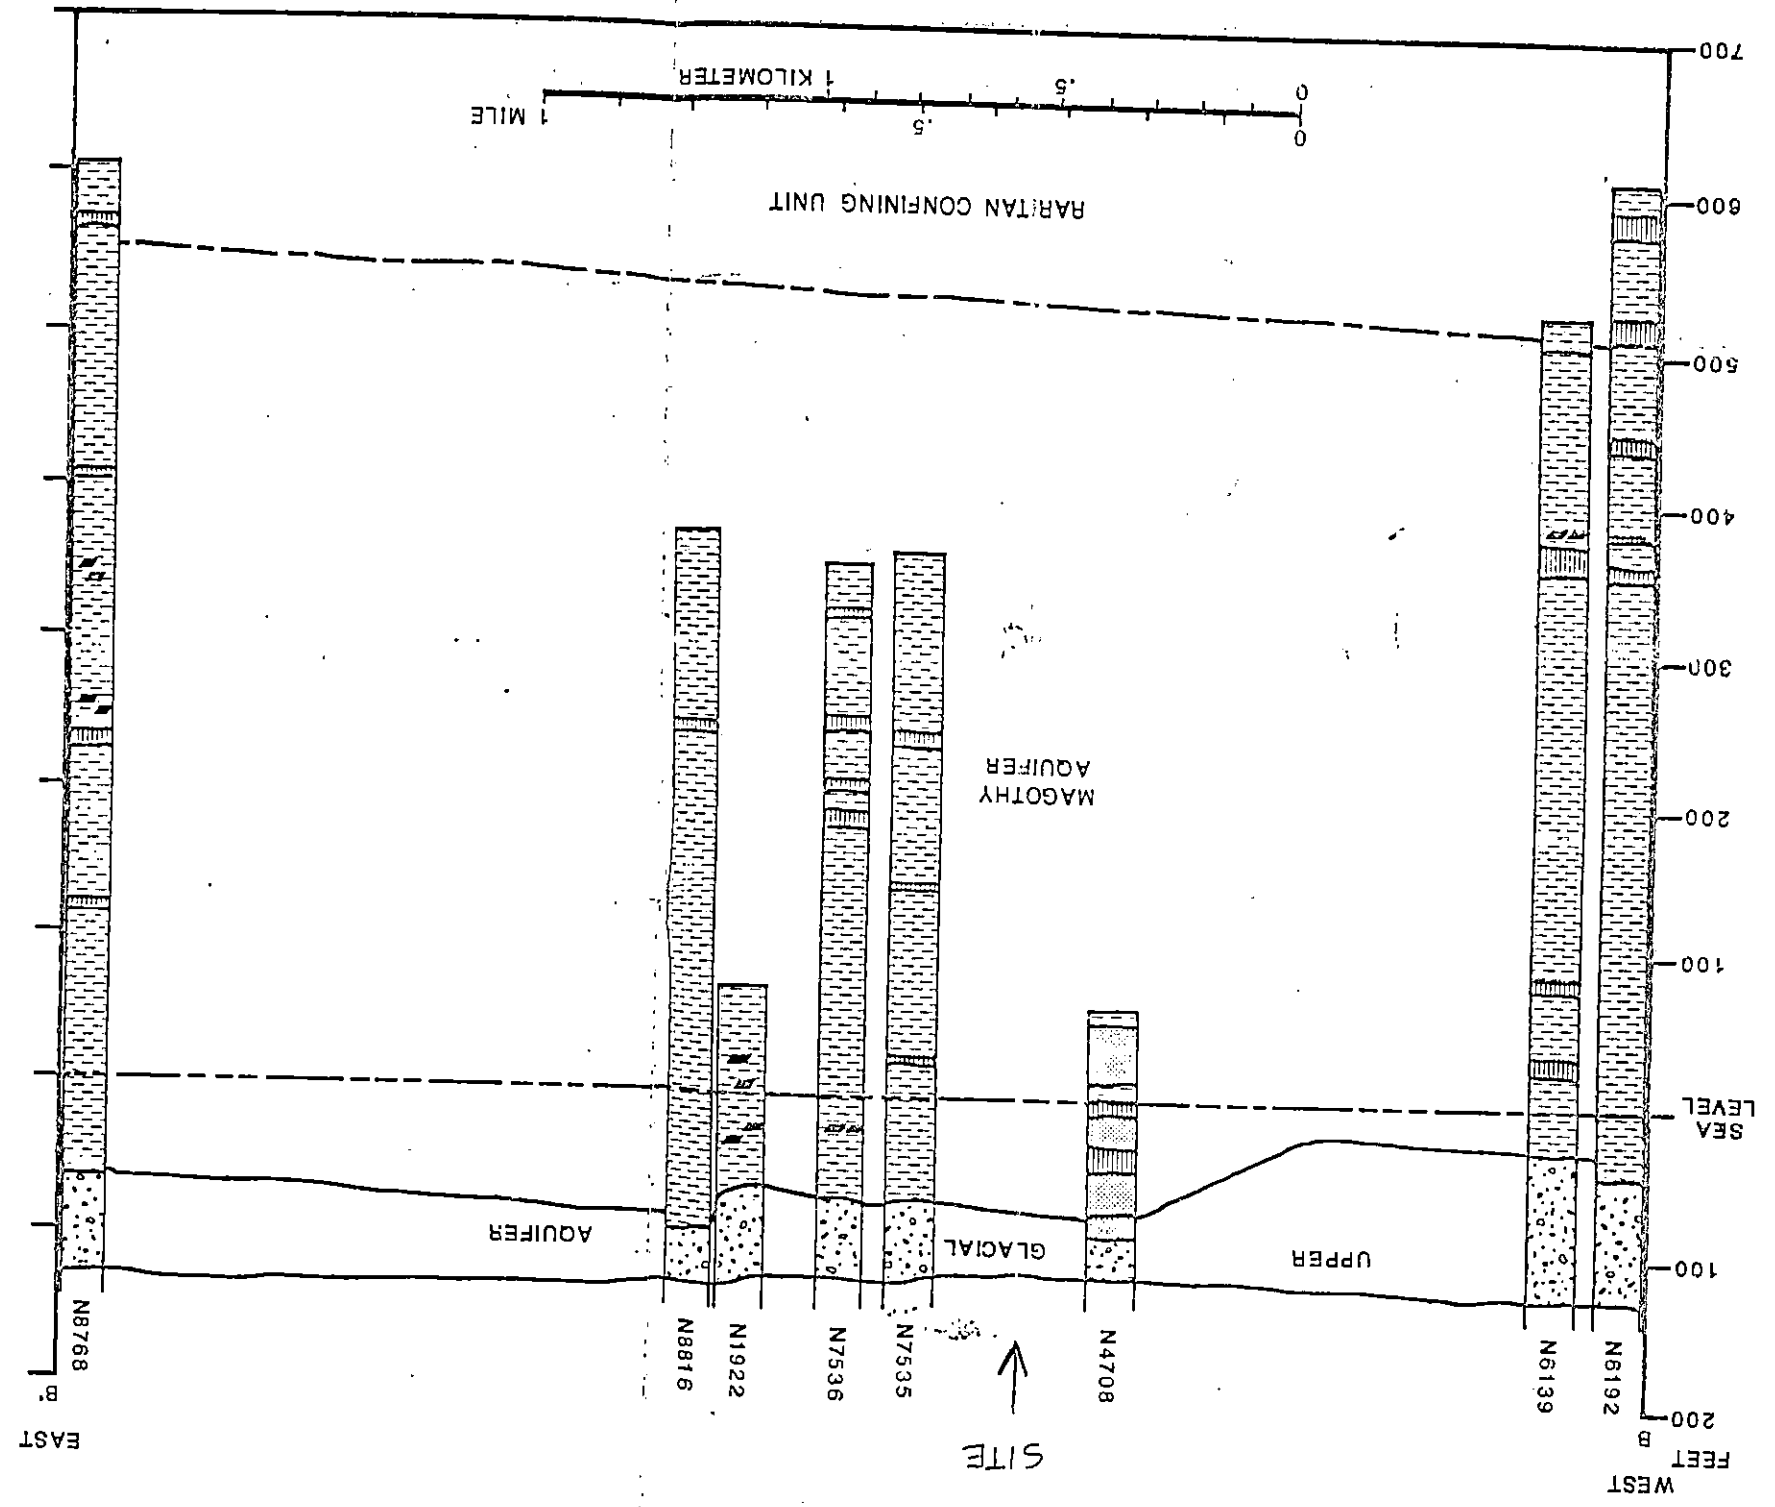 WEST
FEET
B
200
100
SEA
LEVEL
100
200
300
400
500
600
700
SITE
EAST
B'
N6192
N6139
N4708
N7535
N7536
N1922
N8816
N8768
UPPER
GLACIAL
AQUIFER
MAGOTHY
AQUIFER
RARITAN CONFINING UNIT
0 .5 1 MILE
0 .5 1 KILOMETER